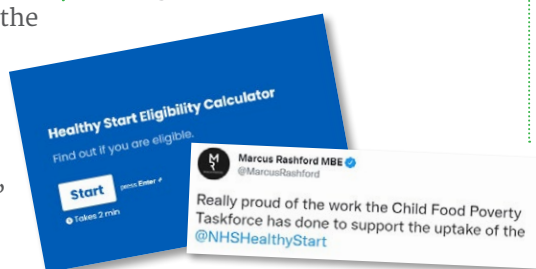 the
,
Healthy Start Eligibility Calculator
Find out if you are eligible.
Start press Enter ↵
Takes 2 min
MR
Marcus Rashford MBE
@MarcusRashford
Really proud of the work the Child Food Poverty
Taskforce has done to support the uptake of the
@NHSHealthyStart